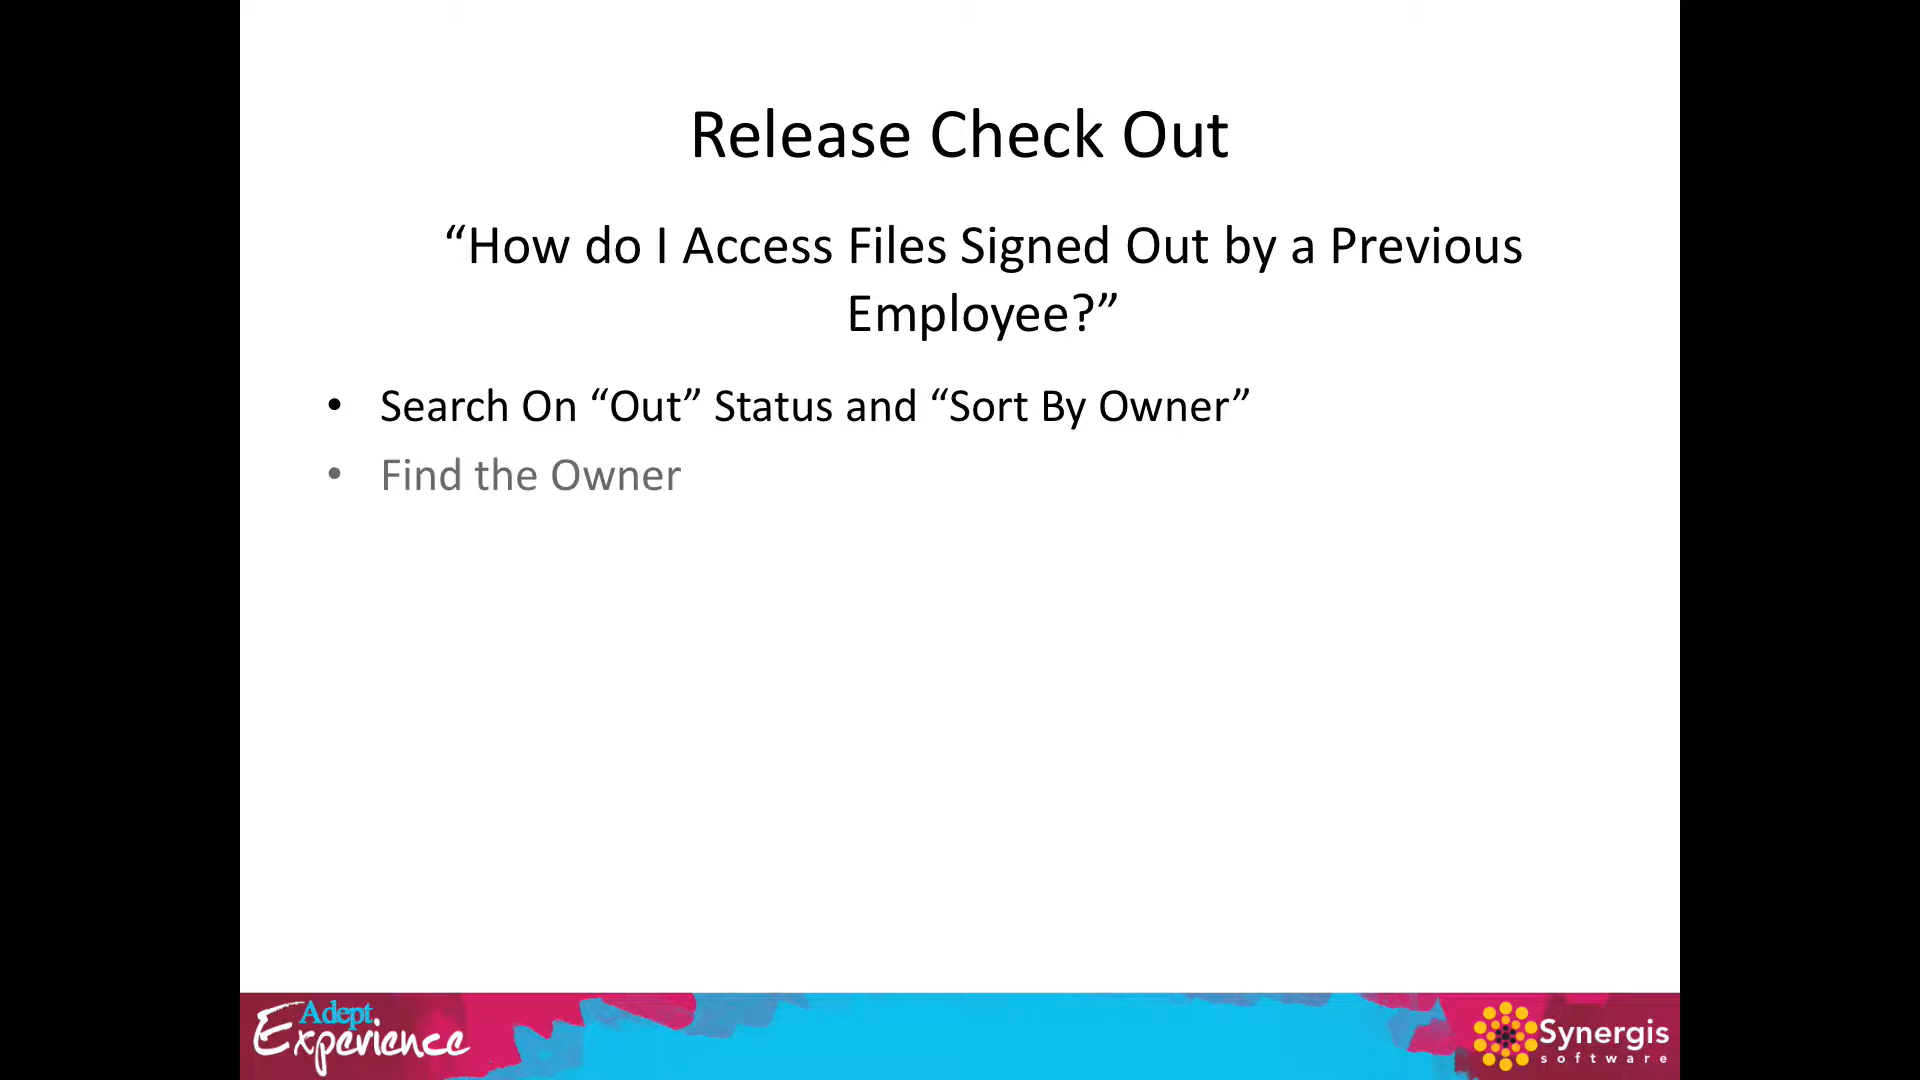 Release Check Out
“How do I Access Files Signed Out by a Previous
Employee?”
• Search On “Out” Status and “Sort By Owner”
• Find the Owner
Adept
Experience
Synergis
software